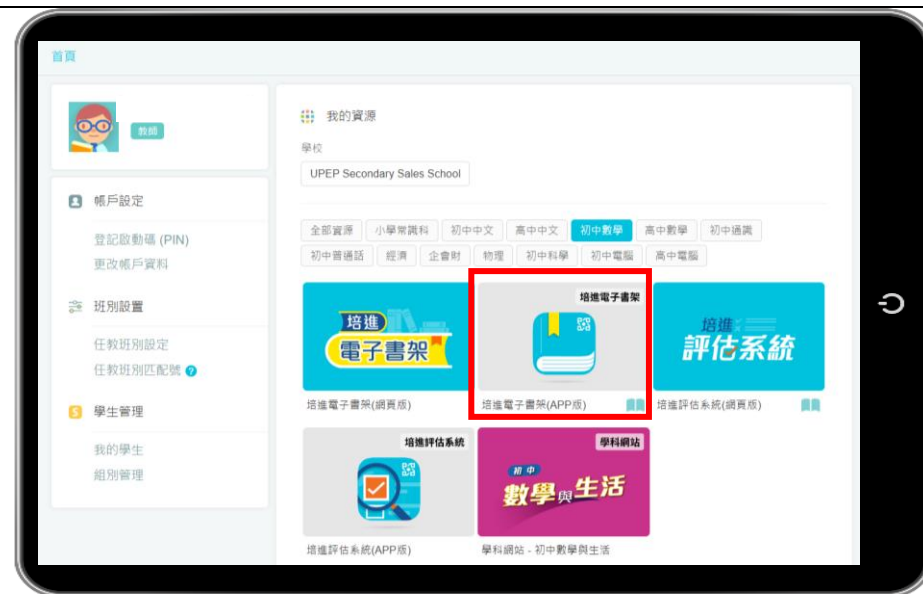 首頁
教師
帳戶設定
登記啟動碼 (PIN)
更改帳戶資料
班別設置
任教班別設定
任教班別匹配號 ?
學生管理
我的學生
組別管理
我的資源
學校
UPEP Secondary Sales School
全部資源 小學常識科 初中中文 高中中文 初中數學 高中數學 初中通識
初中普通話 經濟 企會財 物理 初中科學 初中電腦 高中電腦
培進
電子書架
培進電子書架(網頁版)
培進電子書架
培進電子書架(APP版)
培進
評估系統
培進評估系統(網頁版)
培進評估系統
培進評估系統(APP版)
學科網站
初中
數學與生活
學科網站 - 初中數學與生活